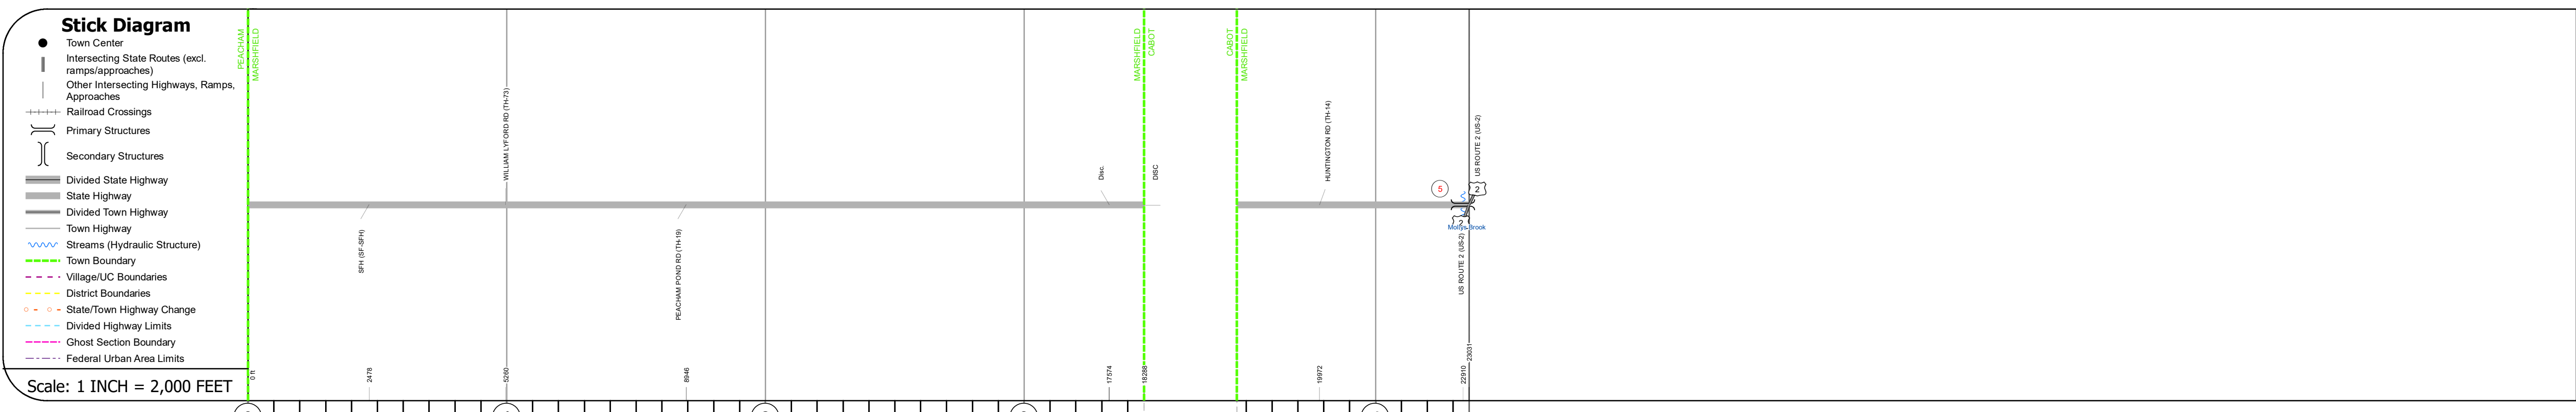 Stick Diagram
Town Center
Intersecting State Routes (excl.
ramps/approaches)
Other Intersecting Highways, Ramps,
Approaches
Railroad Crossings
Primary Structures
Secondary Structures
Divided State Highway
State Highway
Divided Town Highway
Town Highway
Streams (Hydraulic Structure)
Town Boundary
Village/UC Boundaries
District Boundaries
State/Town Highway Change
Divided Highway Limits
Ghost Section Boundary
Federal Urban Area Limits
Scale: 1 INCH = 2,000 FEET
PEACHAM
MARSHFIELD
0 ft
SFH (SF-SFH)
2478
WILLIAM LYFORD RD (TH-73)
5260
PEACHAM POND RD (TH-19)
8946
Disc.
17574
MARSHFIELD
CABOT
DISC
18288
CABOT
MARSHFIELD
HUNTINGTON RD (TH-14)
19972
5
2
US ROUTE 2 (US-2)
2
Mollys Brook
US ROUTE 2 (US-2)
22910
23031